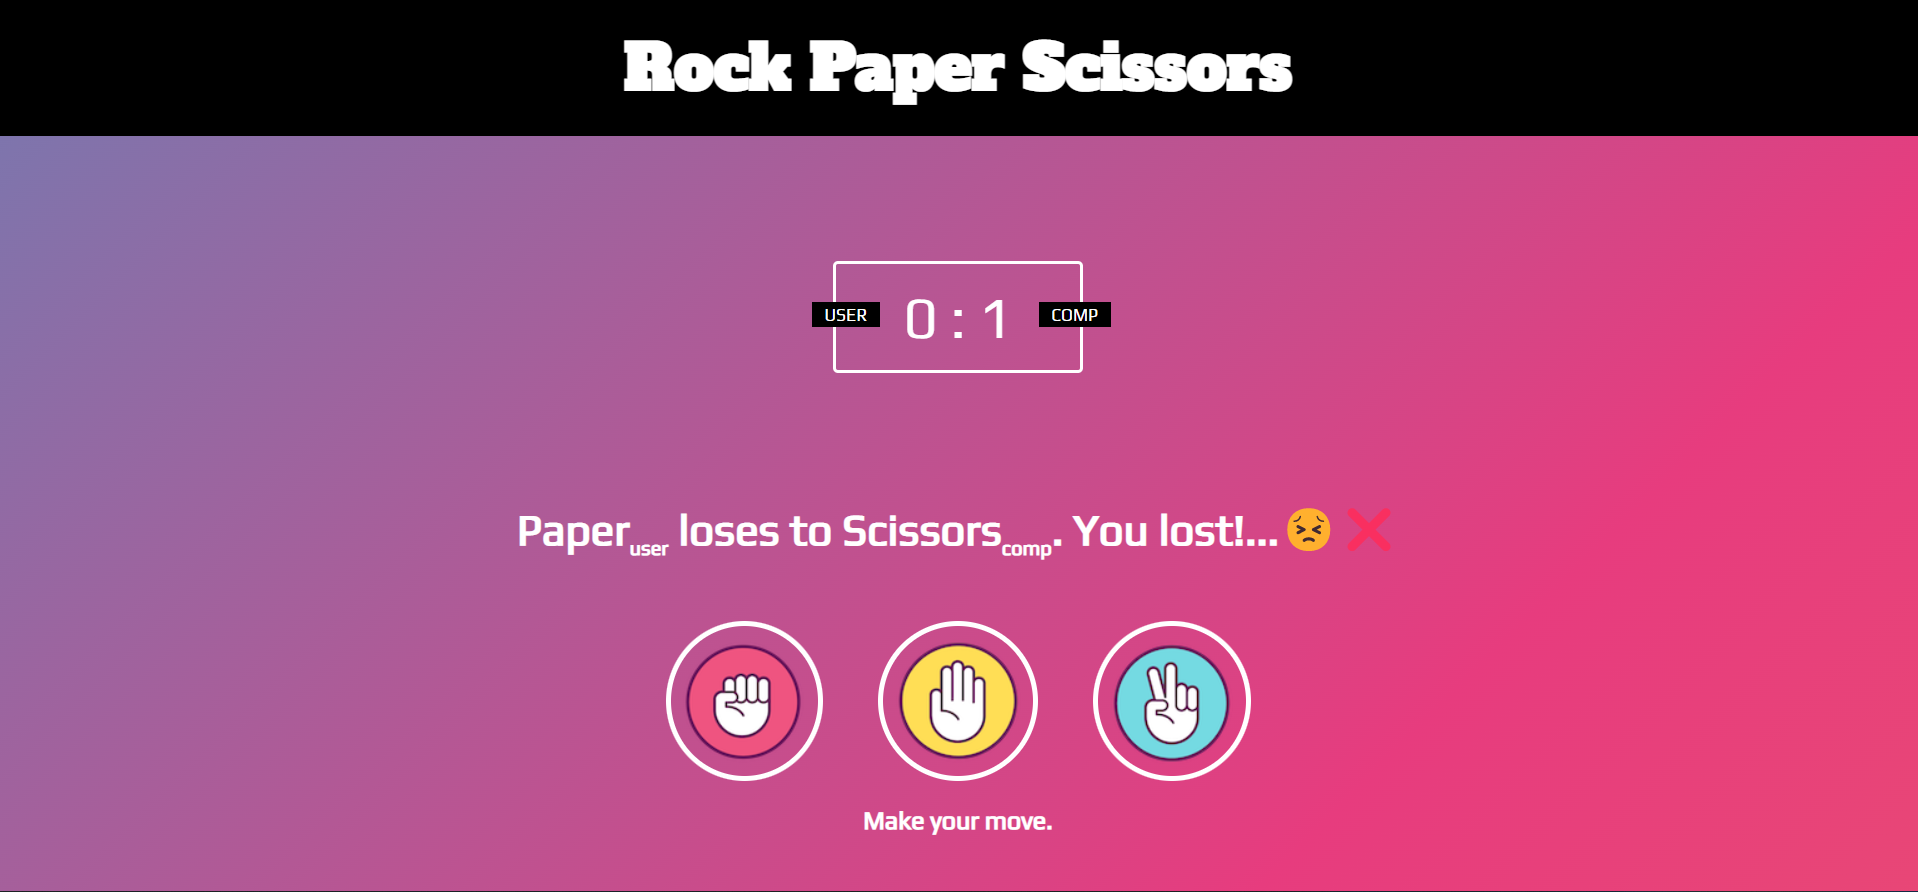 Rock Paper Scissors
USER 0 : 1 COMP
Paperuser loses to Scissorscomp. You lost!... 😣 ❌
Make your move.